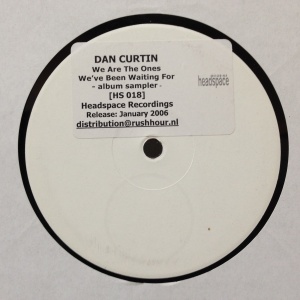 DAN CURTIN
We Are The Ones
We've Been Waiting For
- album sampler -
[HS 018]
Headspace Recordings
Release: January 2006
distribution@rushhour.nl
headspace